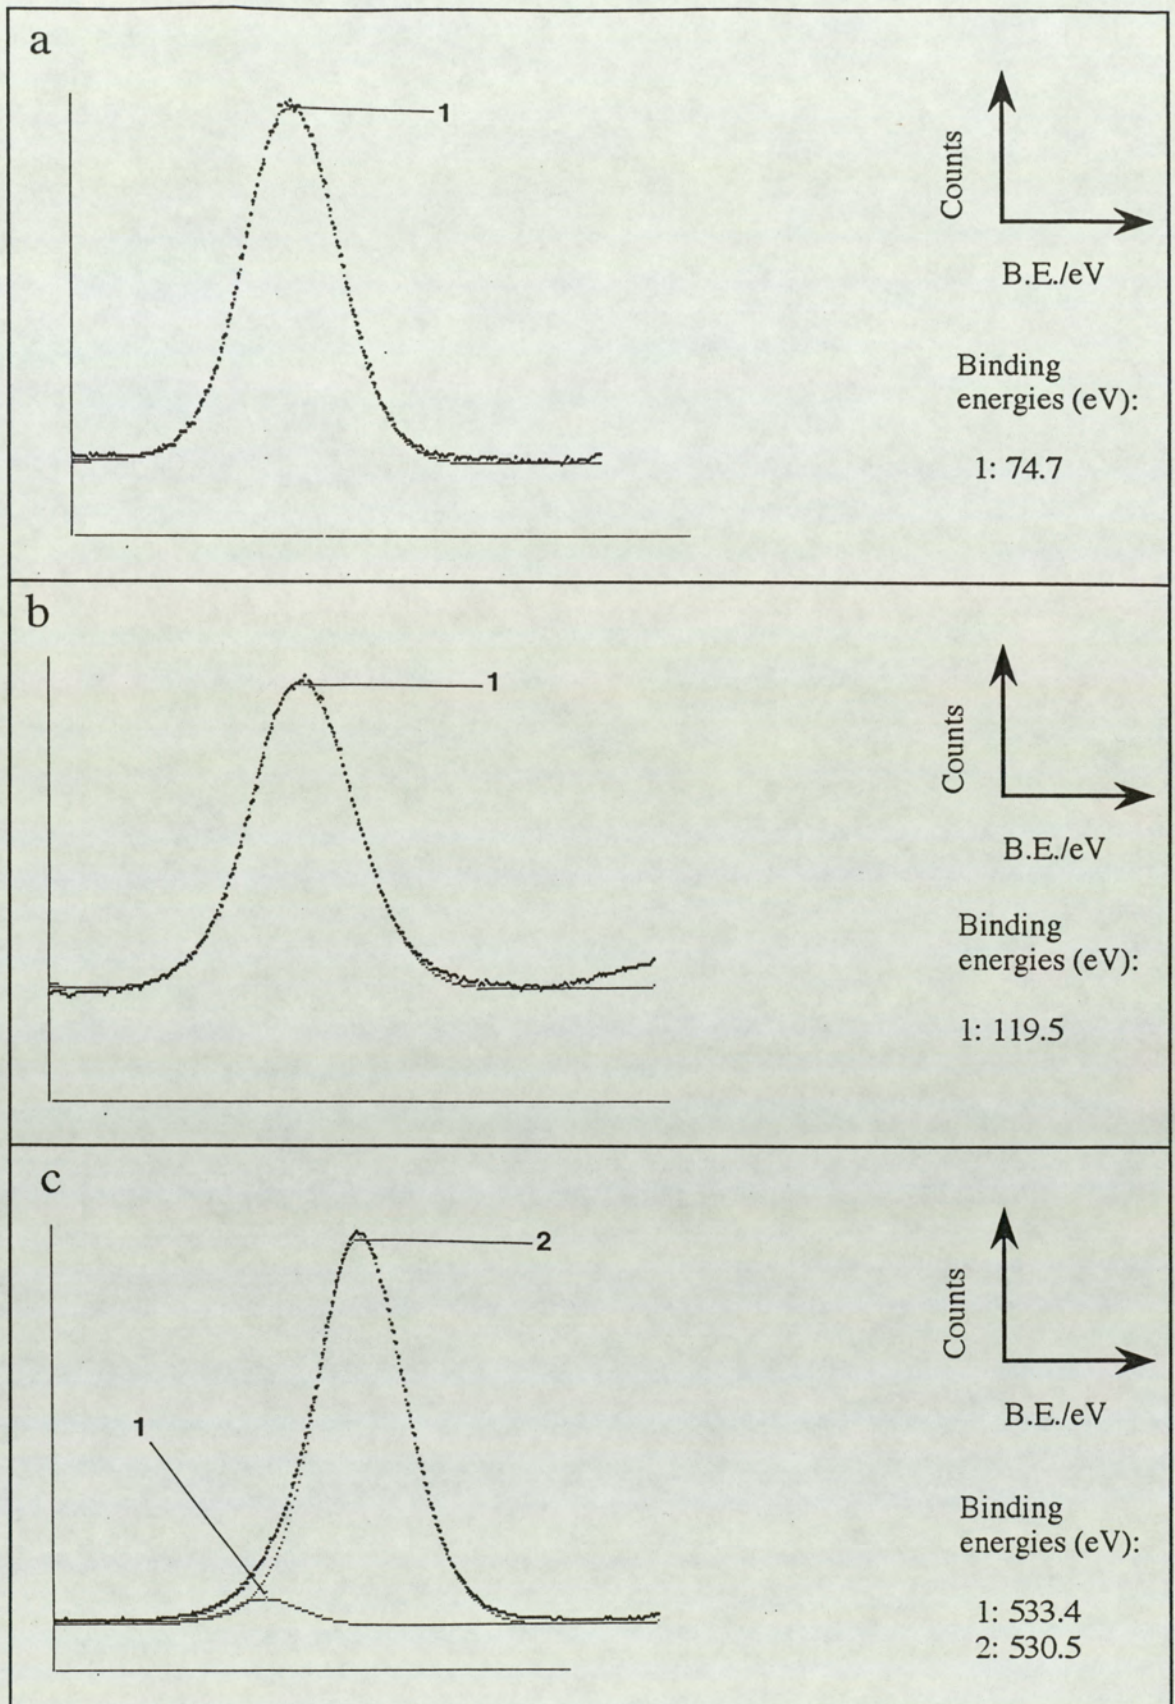 a
1
Counts
B.E./eV
Binding
energies (eV):
1: 74.7
b
1
Counts
B.E./eV
Binding
energies (eV):
1: 119.5
c
2
1
Counts
B.E./eV
Binding
energies (eV):
1: 533.4
2: 530.5